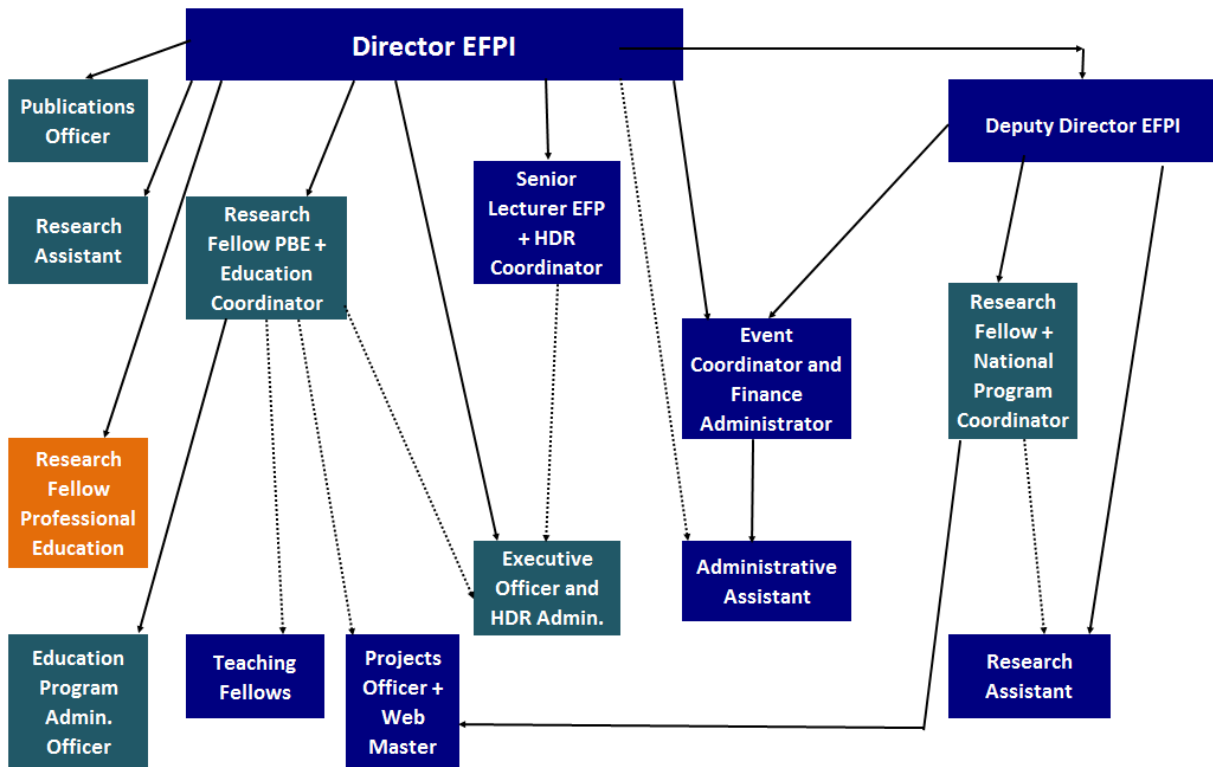 Director EFPI
Publications
Officer
Deputy Director EFPI
Research
Assistant
Research
Fellow PBE +
Education
Coordinator
Senior
Lecturer EFP
+ HDR
Coordinator
Event
Coordinator and
Finance
Administrator
Research
Fellow +
National
Program
Coordinator
Research
Fellow
Professional
Education
Executive
Officer and
HDR Admin.
Administrative
Assistant
Education
Program
Admin.
Officer
Teaching
Fellows
Projects
Officer +
Web
Master
Research
Assistant